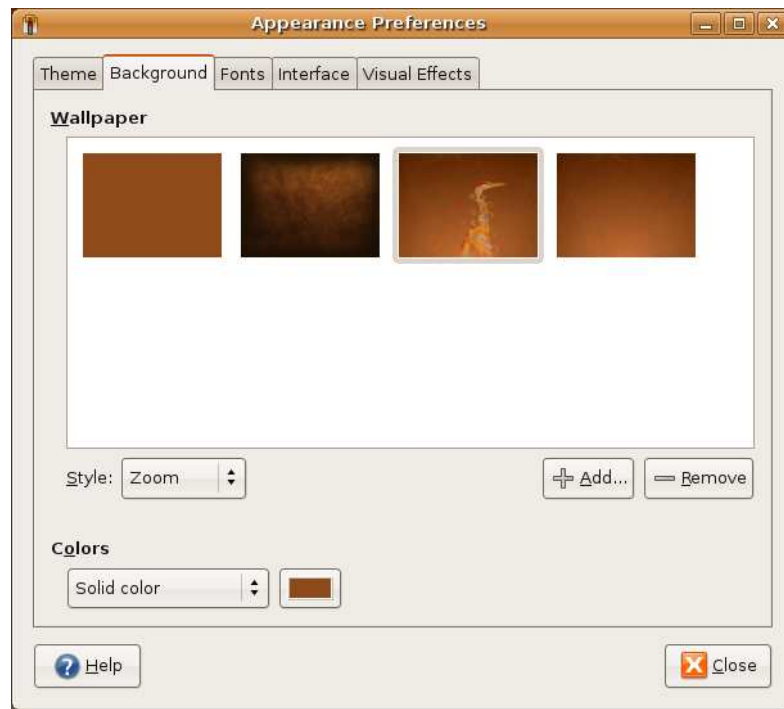 Appearance Preferences
Theme Background Fonts Interface Visual Effects
Wallpaper
Style: Zoom Add... Remove
Colors
Solid color
Help Close